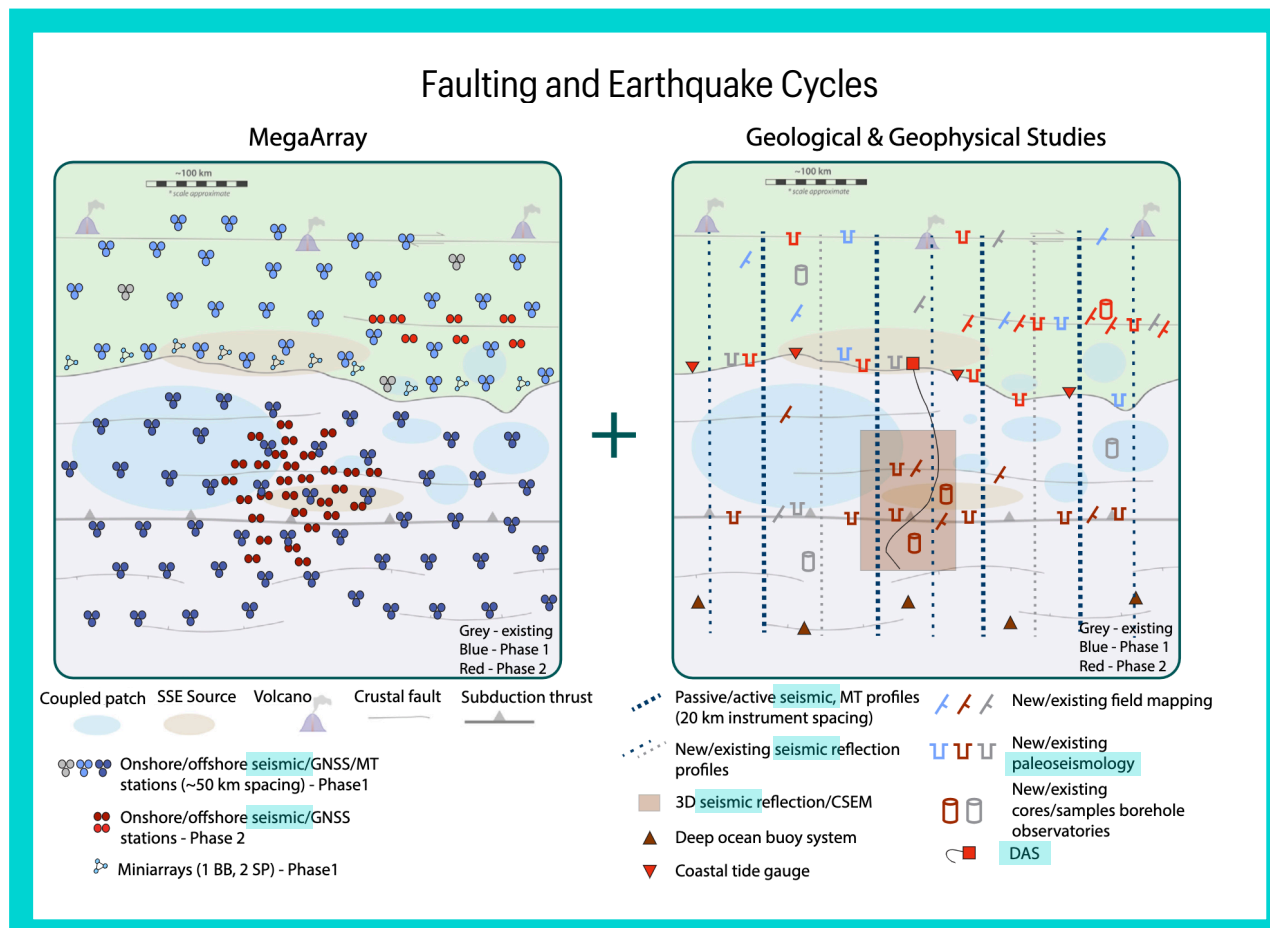 Faulting and Earthquake Cycles
MegaArray
~100 km
* scale approximate
Grey - existing
Blue - Phase 1
Red - Phase 2
Coupled patch
SSE Source
Volcano
Crustal fault
Subduction thrust
Onshore/offshore seismic/GNSS/MT
stations (~50 km spacing) - Phase1
Onshore/offshore seismic/GNSS
stations - Phase 2
Miniarrays (1 BB, 2 SP) - Phase1
+
Geological & Geophysical Studies
~100 km
* scale approximate
Grey - existing
Blue - Phase 1
Red - Phase 2
Passive/active seismic, MT profiles
(20 km instrument spacing)
New/existing seismic reflection
profiles
3D seismic reflection/CSEM
Deep ocean buoy system
Coastal tide gauge
New/existing field mapping
New/existing
paleoseismology
New/existing
cores/samples borehole
observatories
DAS